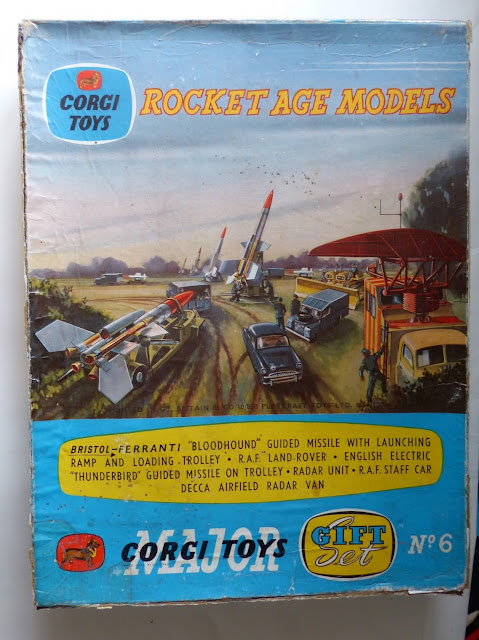 CORGI
TOYS
ROCKET AGE MODELS
BRISTOL-FERRANTI "BLOODHOUND" GUIDED MISSILE WITH LAUNCHING
RAMP AND LOADING TROLLEY • R.A.F. LAND-ROVER • ENGLISH ELECTRIC
"THUNDERBIRD" GUIDED MISSILE ON TROLLEY • RADAR UNIT • R.A.F. STAFF CAR
DECCA AIRFIELD RADAR VAN
MAJOR
CORGI TOYS
GIFT
Set
Nº 6